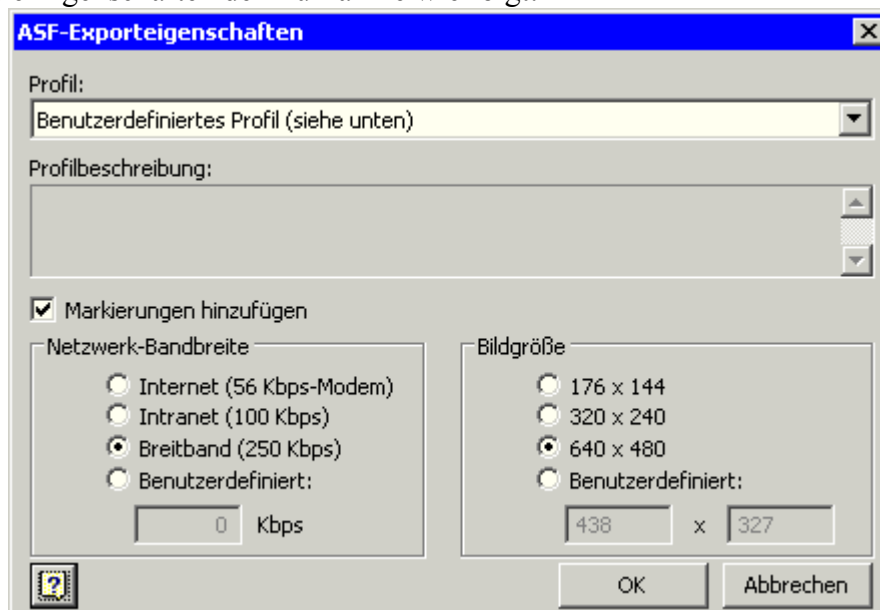 ASF-Exporteigenschaften
Profil:
Benutzerdefiniertes Profil (siehe unten)
Profilbeschreibung:
Markierungen hinzufügen
Netzwerk-Bandbreite
Internet (56 Kbps-Modem)
Intranet (100 Kbps)
Breitband (250 Kbps)
Benutzerdefiniert:
0 Kbps
Bildgröße
176 x 144
320 x 240
640 x 480
Benutzerdefiniert:
438 x 327
OK Abbrechen